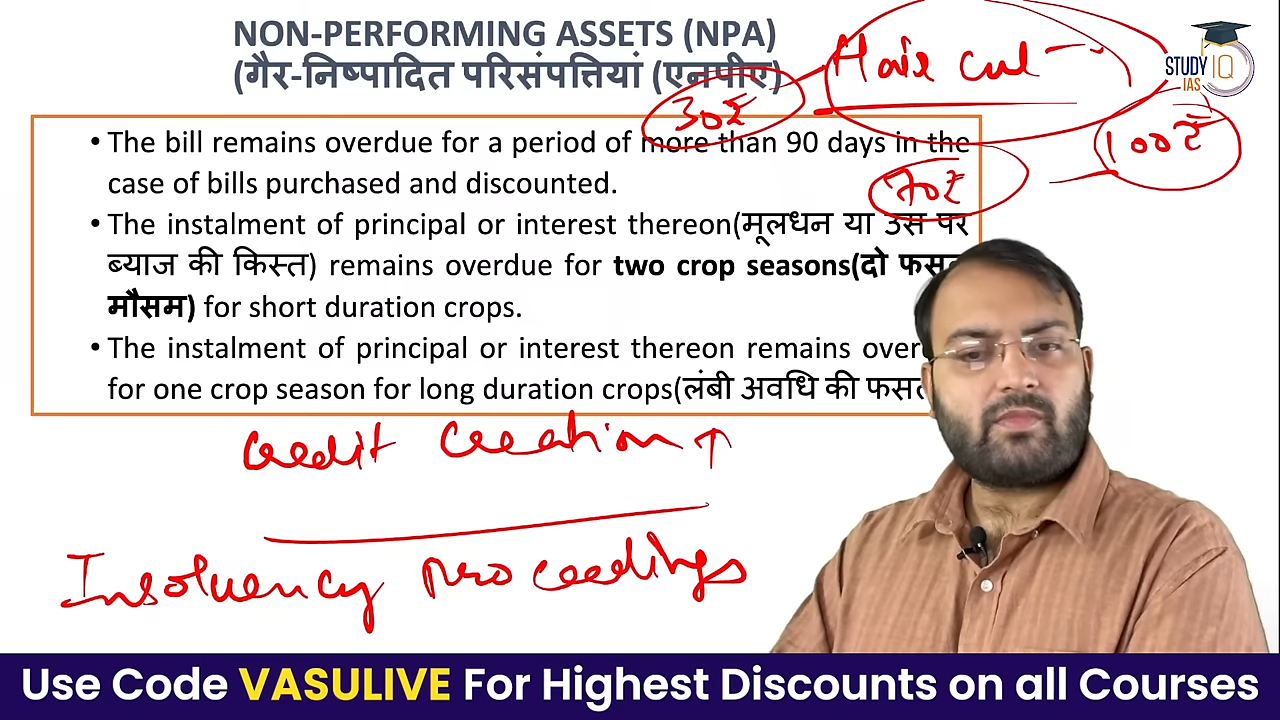 NON-PERFORMING ASSETS (NPA)
(गैर-निष्पादित परिसंपत्तियां (एनपीए)
Hair cut
STUDY IQ
IAS
30₹
100₹
70₹
• The bill remains overdue for a period of more than 90 days in the
case of bills purchased and discounted.
• The instalment of principal or interest thereon(मूलधन या उस पर
ब्याज की किस्त) remains overdue for two crop seasons(दो फसल
मौसम) for short duration crops.
• The instalment of principal or interest thereon remains over
for one crop season for long duration crops(लंबी अवधि की फसल
Credit Creation ↑
Insolvency proceedings
Use Code VASULIVE For Highest Discounts on all Courses